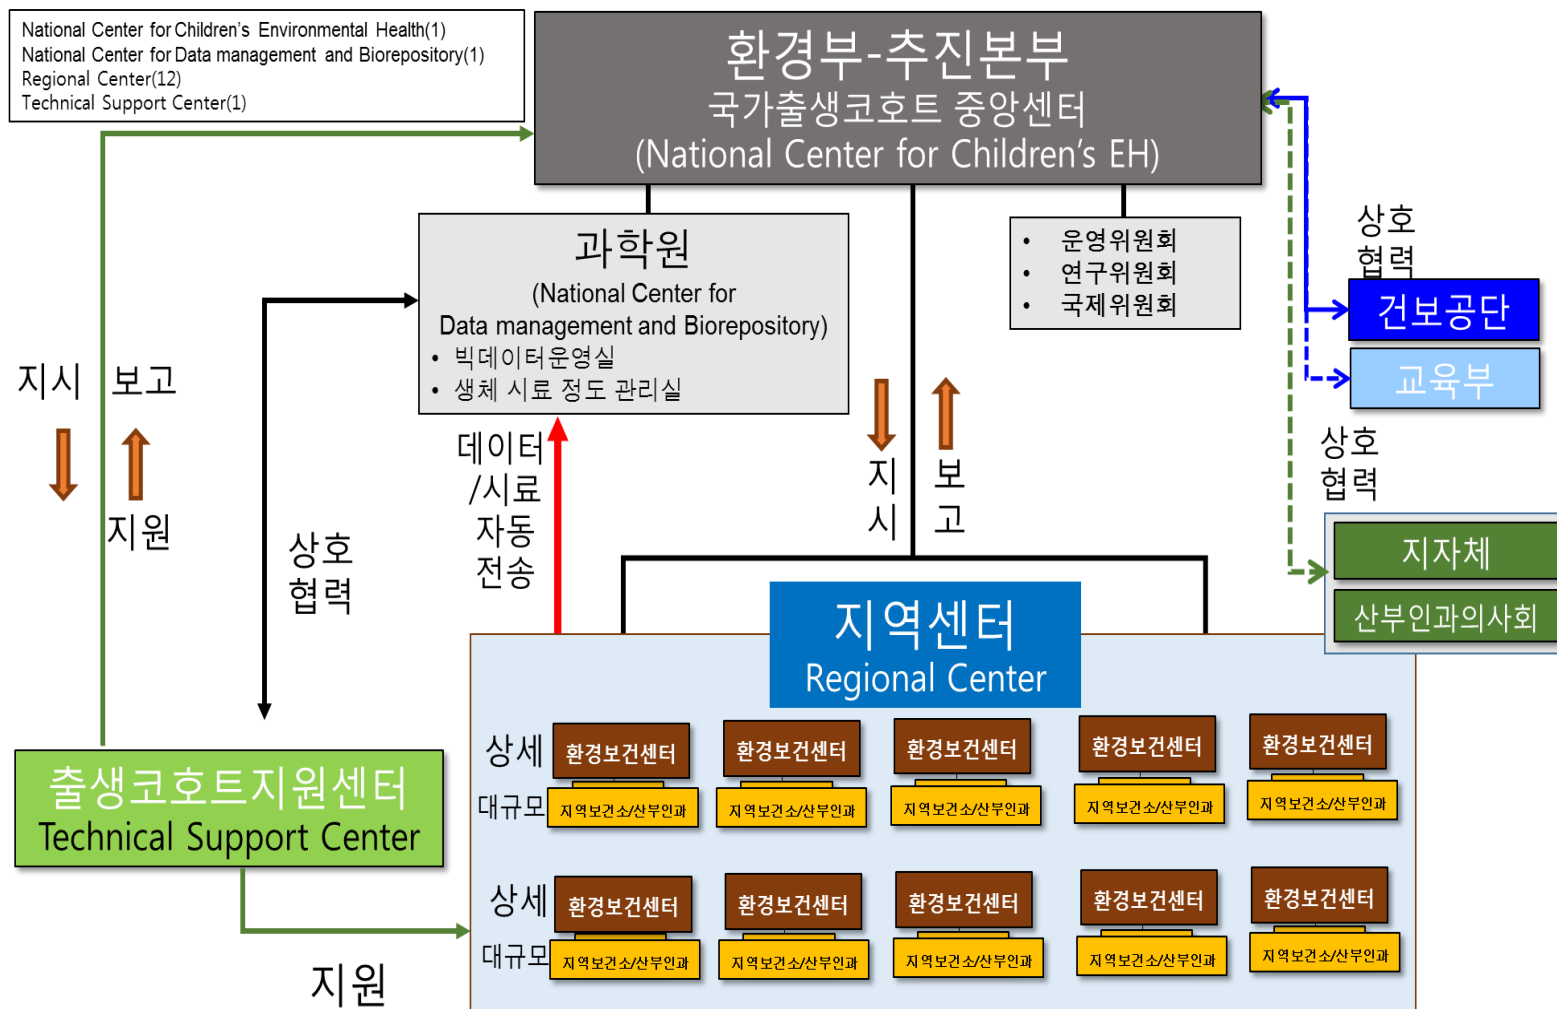 National Center for Children's Environmental Health(1)
National Center for Data management and Biorepository(1)
Regional Center(12)
Technical Support Center(1)
환경부-추진본부
국가출생코호트 중앙센터
(National Center for Children's EH)
과학원
(National Center for
Data management and Biorepository)
• 빅데이터운영실
• 생체 시료 정도 관리실
• 운영위원회
• 연구위원회
• 국제위원회
상호
협력
건보공단
교육부
상호
협력
지자체
산부인과의사회
지시
보고
지원
상호
협력
데이터
/시료
자동
전송
지
시
보
고
지역센터
Regional Center
출생코호트지원센터
Technical Support Center
지원
상세
환경보건센터
환경보건센터
환경보건센터
환경보건센터
환경보건센터
대규모
지역보건소/산부인과
지역보건소/산부인과
지역보건소/산부인과
지역보건소/산부인과
지역보건소/산부인과
상세
환경보건센터
환경보건센터
환경보건센터
환경보건센터
환경보건센터
대규모
지역보건소/산부인과
지역보건소/산부인과
지역보건소/산부인과
지역보건소/산부인과
지역보건소/산부인과